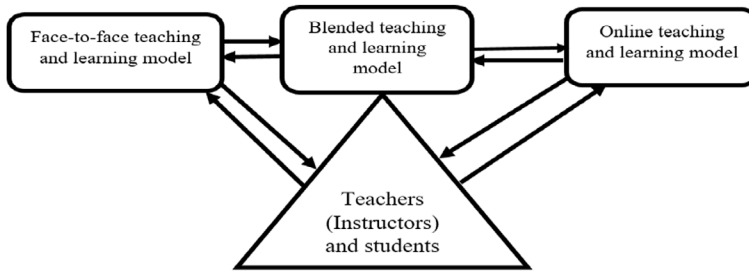 Face-to-face teaching
and learning model
Blended teaching
and learning
model
Online teaching
and learning model
Teachers
(Instructors)
and students